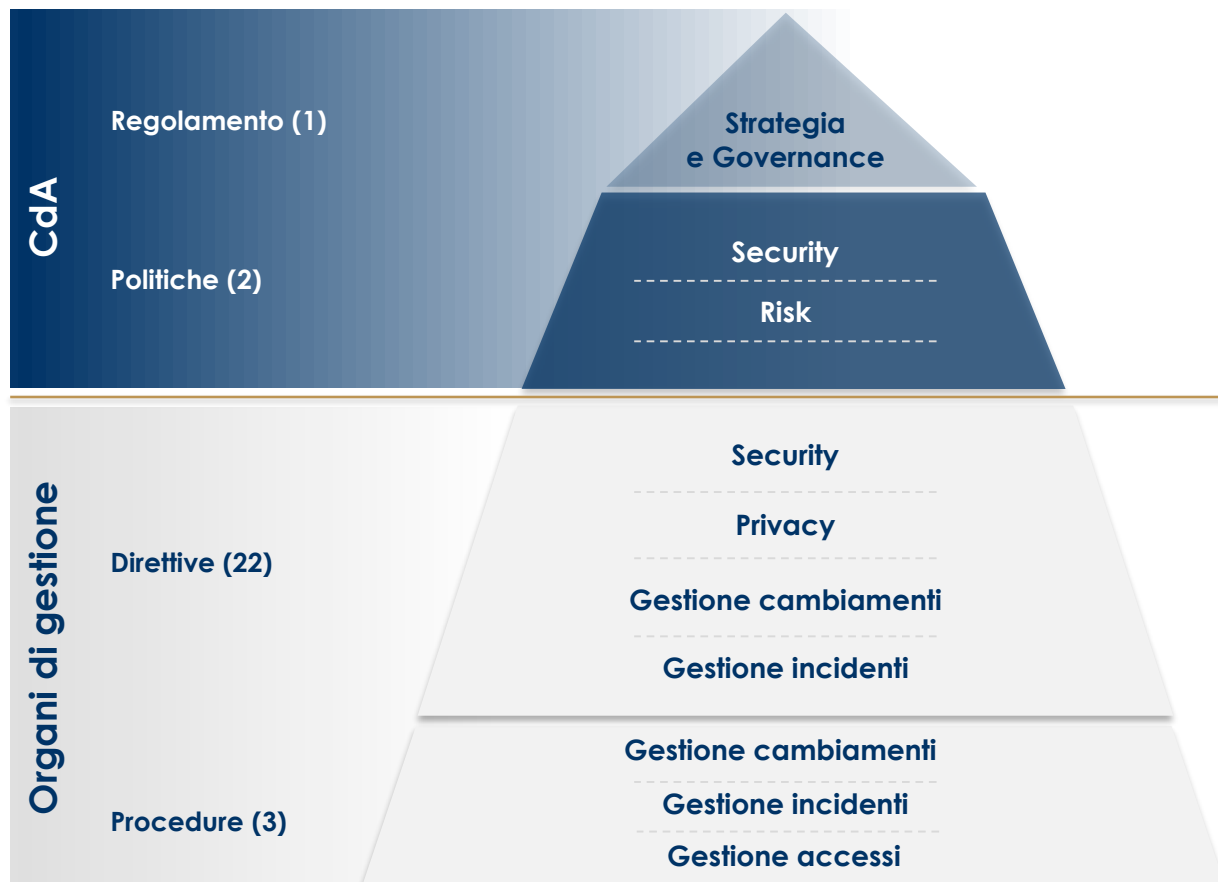 CdA
Regolamento (1)
Strategia
e Governance
Politiche (2)
Security
Risk
Organi di gestione
Direttive (22)
Security
Privacy
Gestione cambiamenti
Gestione incidenti
Procedure (3)
Gestione cambiamenti
Gestione incidenti
Gestione accessi